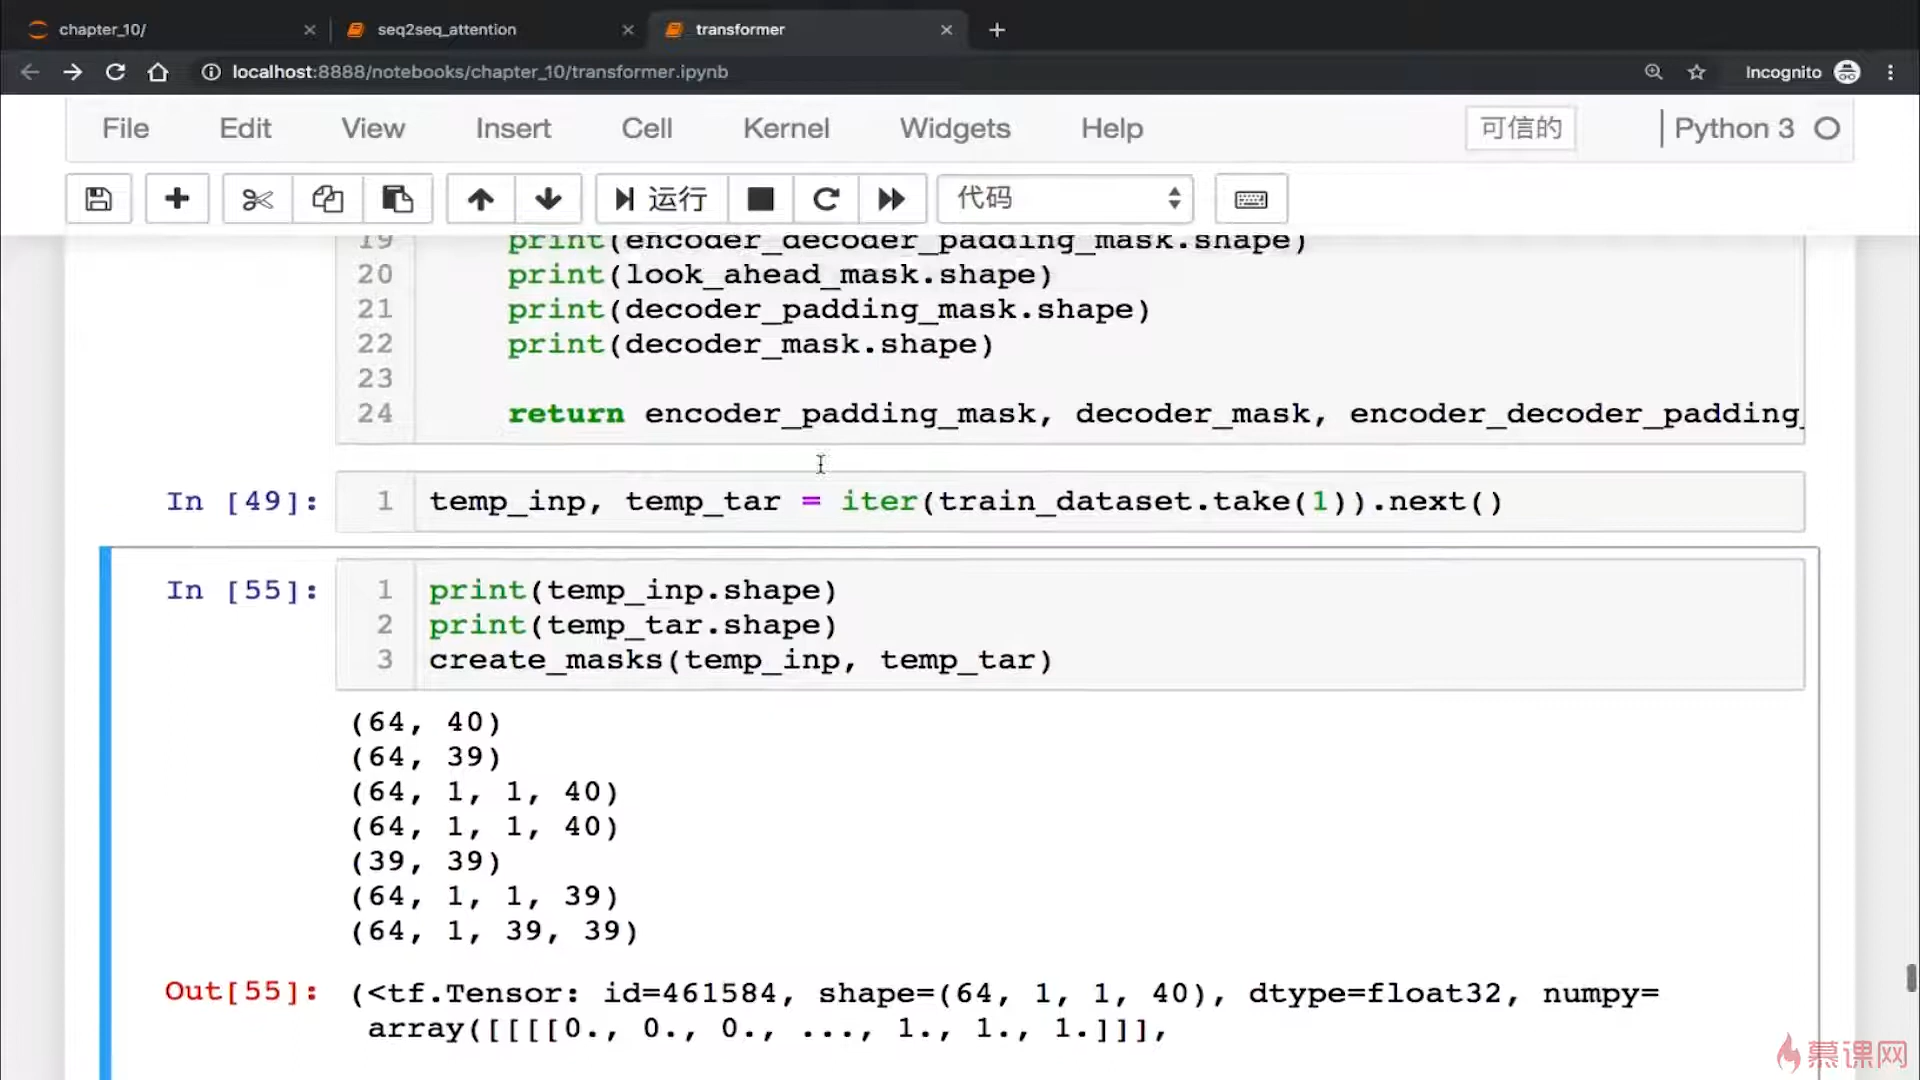 chapter_10/
seq2seq_attention
transformer
localhost:8888/notebooks/chapter_10/transformer.ipynb
Incognito
File Edit View Insert Cell Kernel Widgets Help 可信的 Python 3
运行 代码
19 print(encoder_decoder_padding_mask.shape)
20 print(look_ahead_mask.shape)
21 print(decoder_padding_mask.shape)
22 print(decoder_mask.shape)
23
24 return encoder_padding_mask, decoder_mask, encoder_decoder_padding_
In [49]: 1 temp_inp, temp_tar = iter(train_dataset.take(1)).next()
In [55]: 1 print(temp_inp.shape)
2 print(temp_tar.shape)
3 create_masks(temp_inp, temp_tar)
(64, 40)
(64, 39)
(64, 1, 1, 40)
(64, 1, 1, 40)
(39, 39)
(64, 1, 1, 39)
(64, 1, 39, 39)
Out[55]: (<tf.Tensor: id=461584, shape=(64, 1, 1, 40), dtype=float32, numpy=
array([[[[0., 0., 0., ..., 1., 1., 1.]]],
慕课网